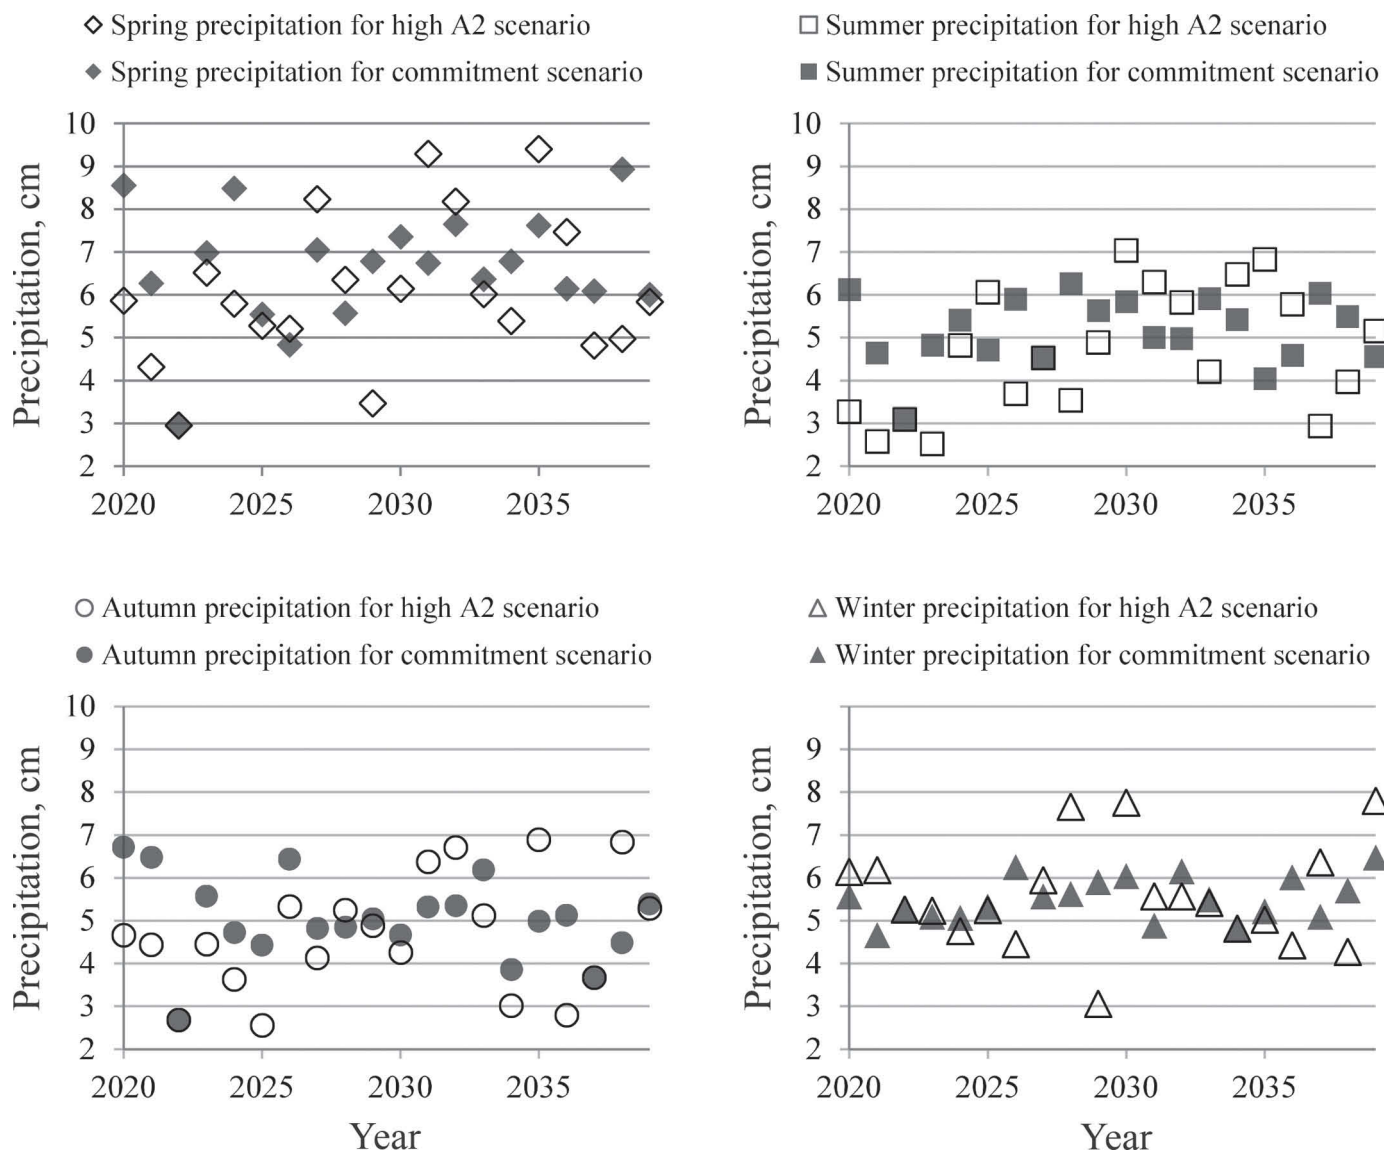 Spring precipitation for high A2 scenario
Spring precipitation for commitment scenario
Precipitation, cm
10
9
8
7
6
5
4
3
2
2020 2025 2030 2035
Summer precipitation for high A2 scenario
Summer precipitation for commitment scenario
Precipitation, cm
10
9
8
7
6
5
4
3
2
2020 2025 2030 2035
Autumn precipitation for high A2 scenario
Autumn precipitation for commitment scenario
Precipitation, cm
10
9
8
7
6
5
4
3
2
2020 2025 2030 2035
Year
Winter precipitation for high A2 scenario
Winter precipitation for commitment scenario
Precipitation, cm
9
8
7
6
5
4
3
2
2020 2025 2030 2035
Year